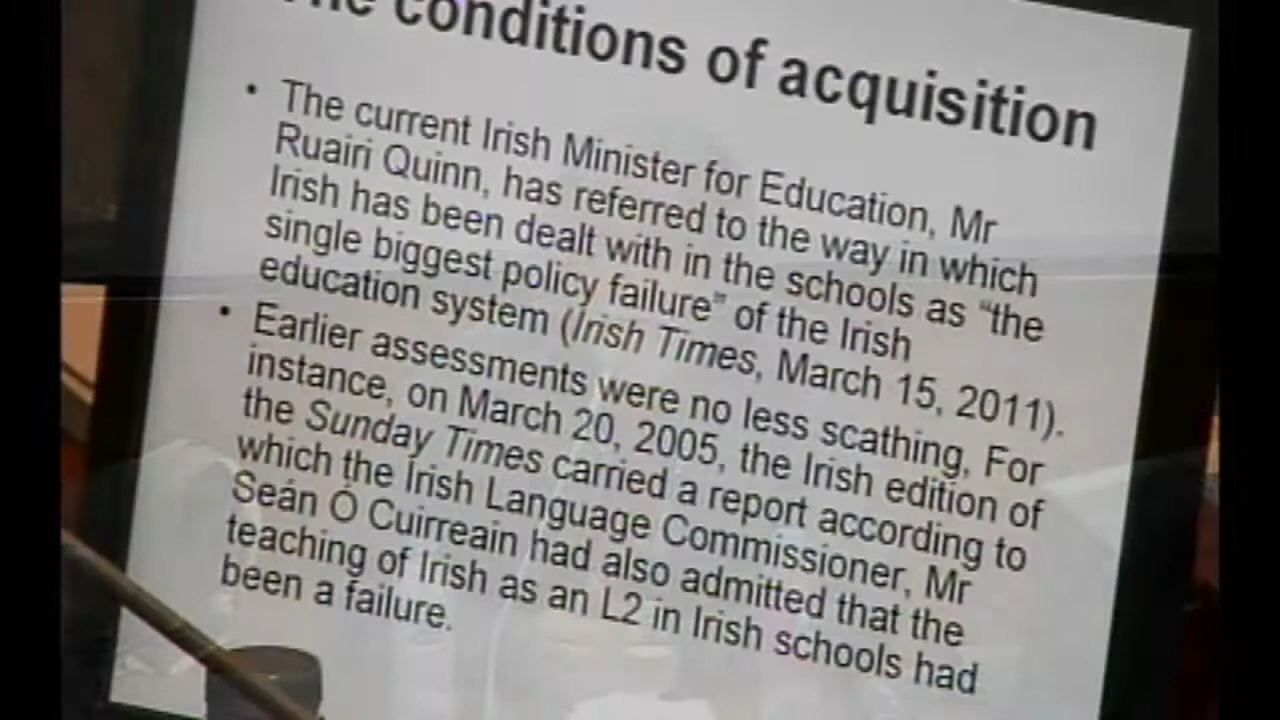 The conditions of acquisition
• The current Irish Minister for Education, Mr
Ruairi Quinn, has referred to the way in which
Irish has been dealt with in the schools as “the
single biggest policy failure” of the Irish
education system (Irish Times, March 15, 2011).
• Earlier assessments were no less scathing. For
instance, on March 20, 2005, the Irish edition of
the Sunday Times carried a report according to
which the Irish Language Commissioner, Mr
Seán Ó Cuirreain had also admitted that the
teaching of Irish as an L2 in Irish schools had
been a failure.